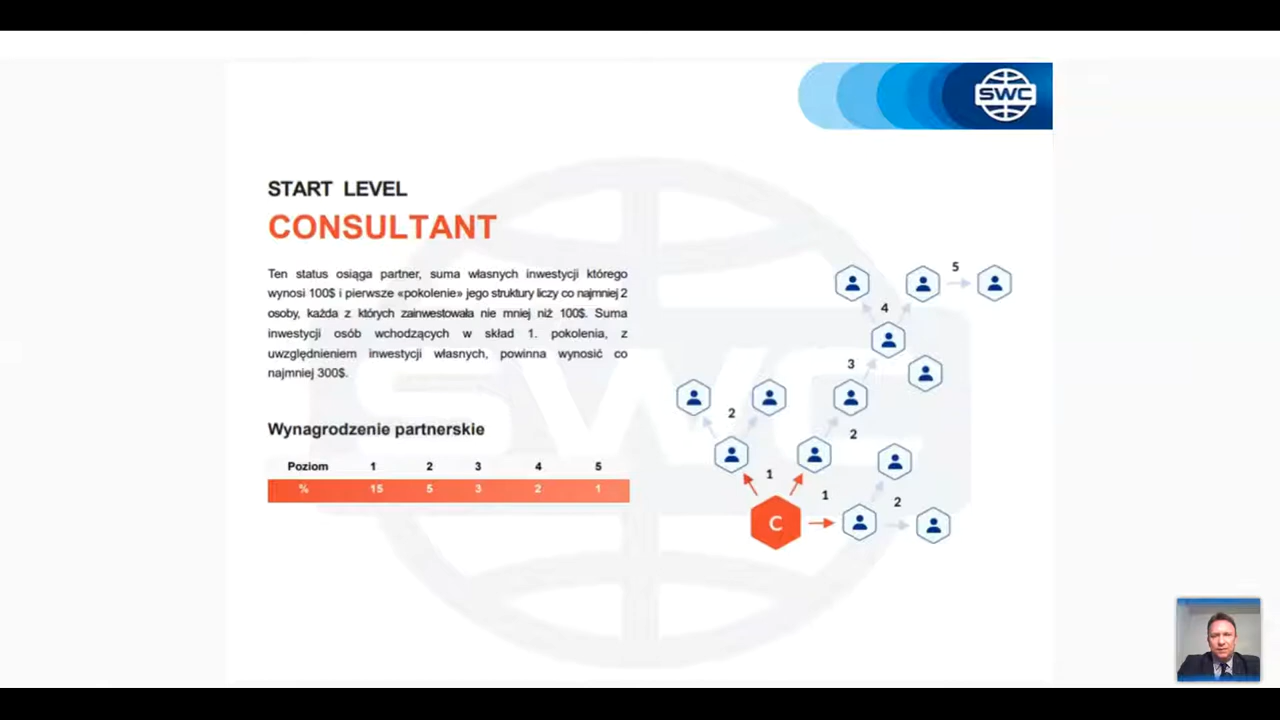 SWC
START LEVEL
CONSULTANT
Ten status osiąga partner, suma własnych inwestycji którego
wynosi 100$ i pierwsze «pokolenie» jego struktury liczy co najmniej 2
osoby, każda z których zainwestowała nie mniej niż 100$. Suma
inwestycji osób wchodzących w skład 1. pokolenia, z
uwzględnieniem inwestycji własnych, powinna wynosić co
najmniej 300$.
Wynagrodzenie partnerskie
Poziom 1 2 3 4 5
% 15 5 3 2 1
5
4
3
2
2
1
1
2
C
SWC